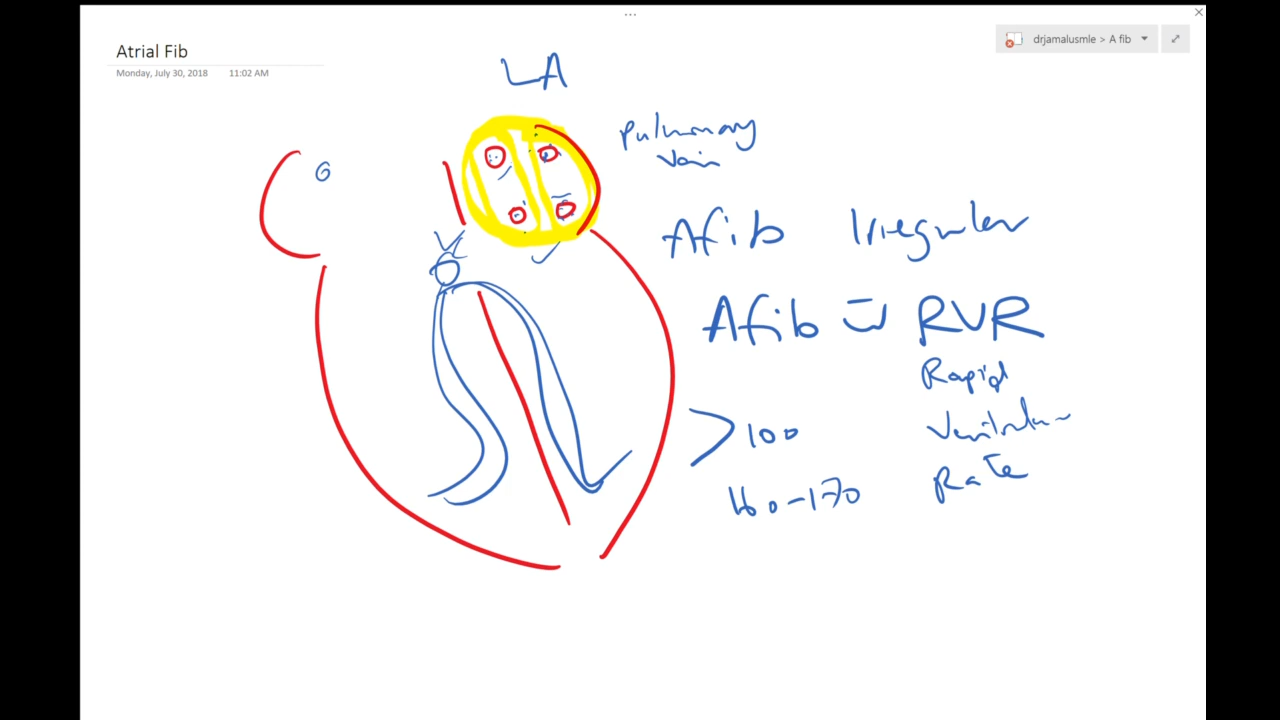 Atrial Fib
Monday, July 30, 2018 11:02 AM
drjamalusmle > A fib
LA
Pulmonary
Vein
Afib Irregular
Afib c̄ RVR
Rapid
Ventricular
Rate
>100
160-170